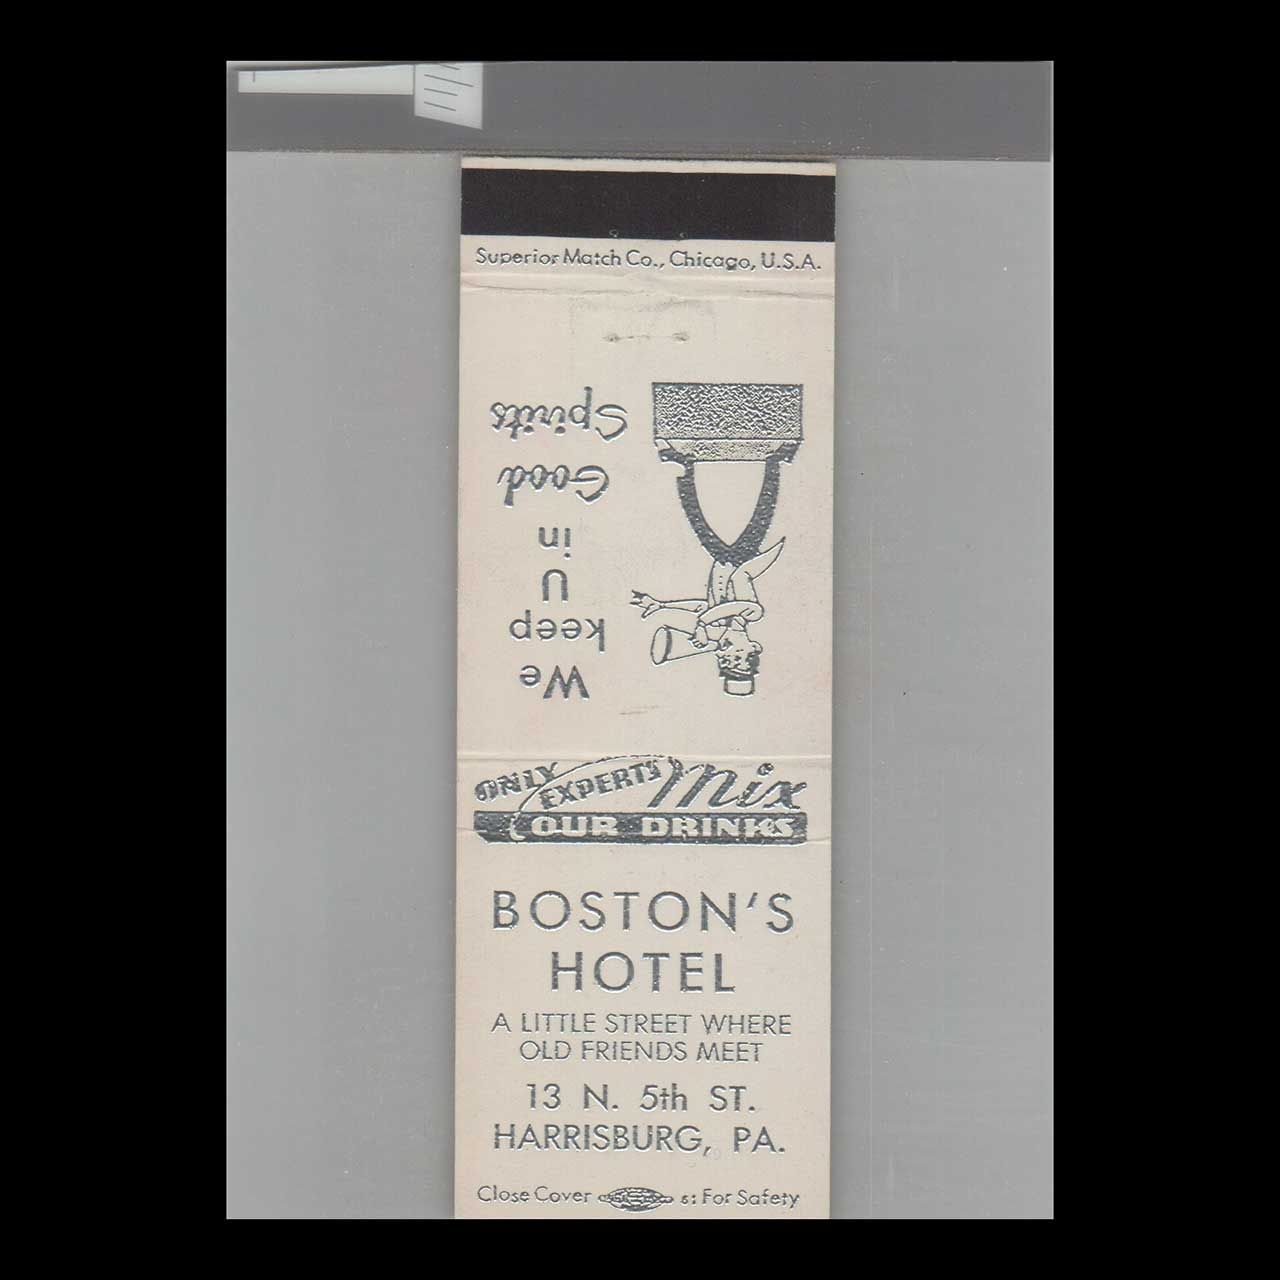 Superior Match Co., Chicago, U.S.A.
We
keep
U
in
Good
Spirits
ONLY EXPERTS Mix
OUR DRINKS
BOSTON'S
HOTEL
A LITTLE STREET WHERE
OLD FRIENDS MEET
13 N. 5th ST.
HARRISBURG, PA.
Close Cover For Safety